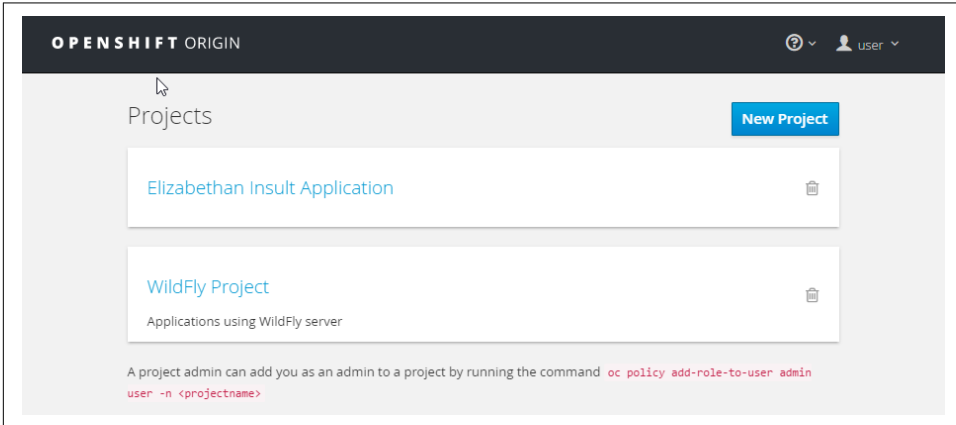 OPENSHIFT ORIGIN
user
Projects
New Project
Elizabethan Insult Application
WildFly Project
Applications using WildFly server
A project admin can add you as an admin to a project by running the command oc policy add-role-to-user admin
user -n <projectname>